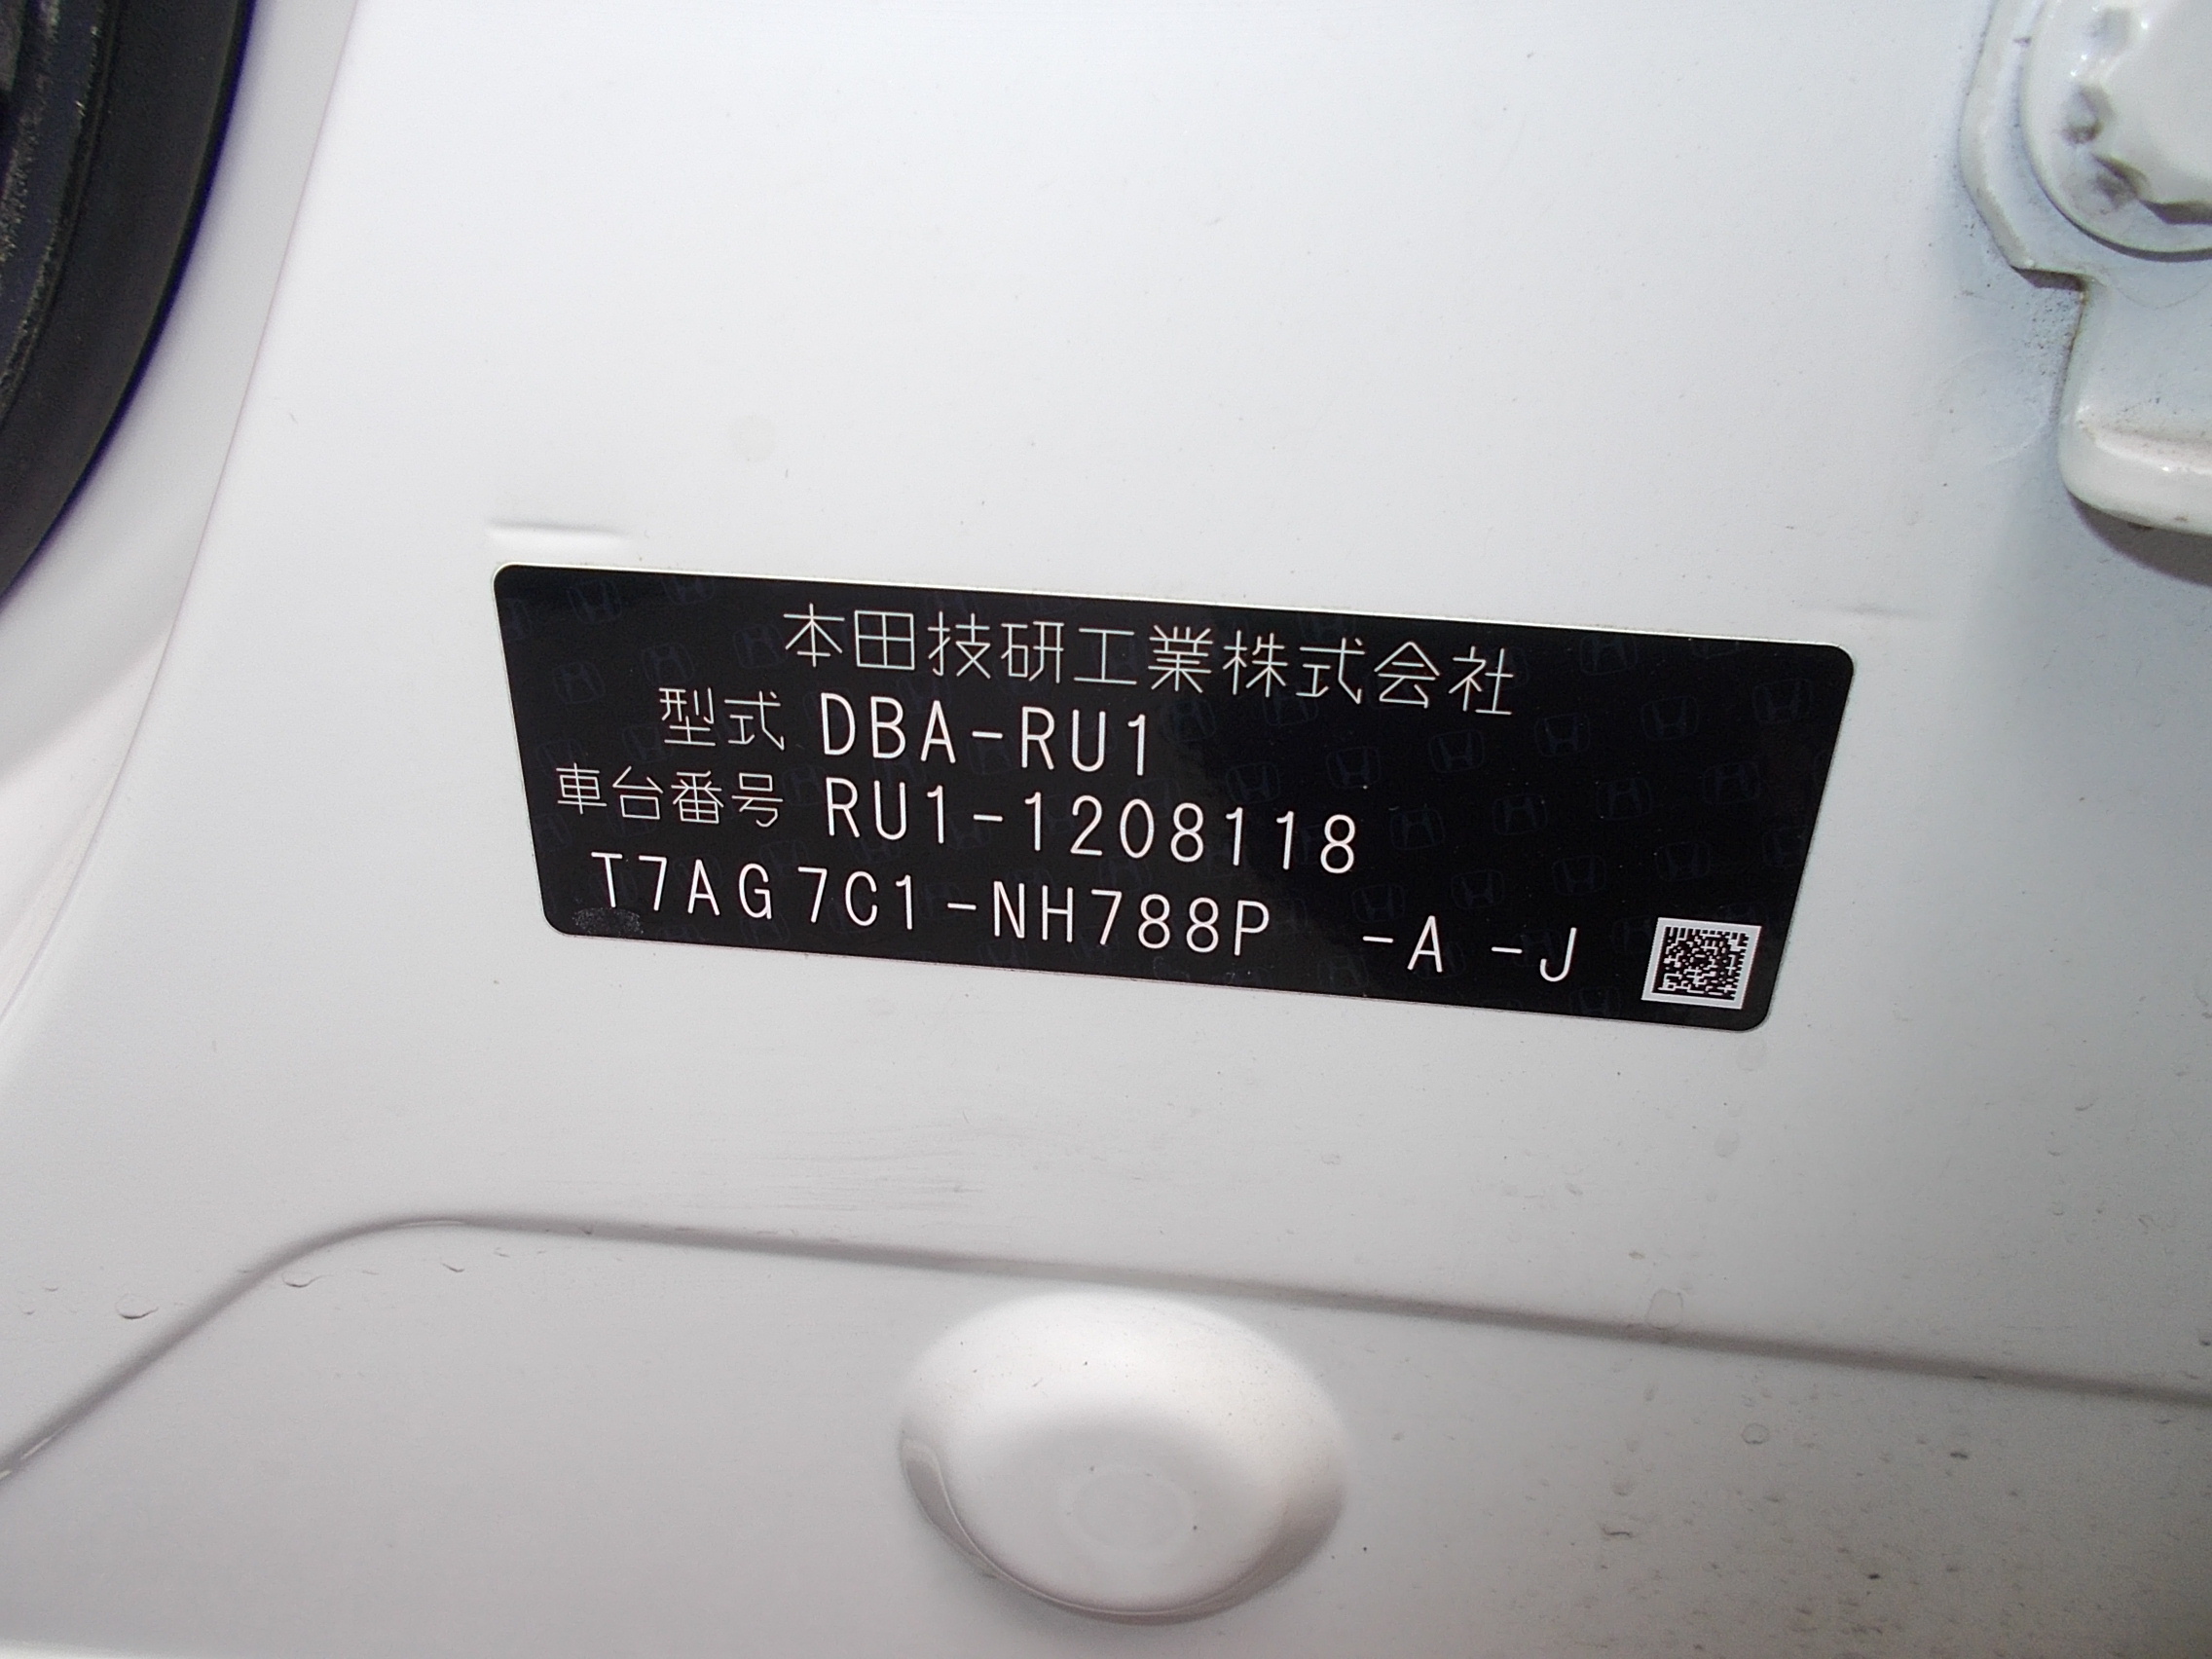 本田技研工業株式会社
型式 DBA-RU1
車台番号 RU1-1208118
T7AG7C1-NH788P -A -J